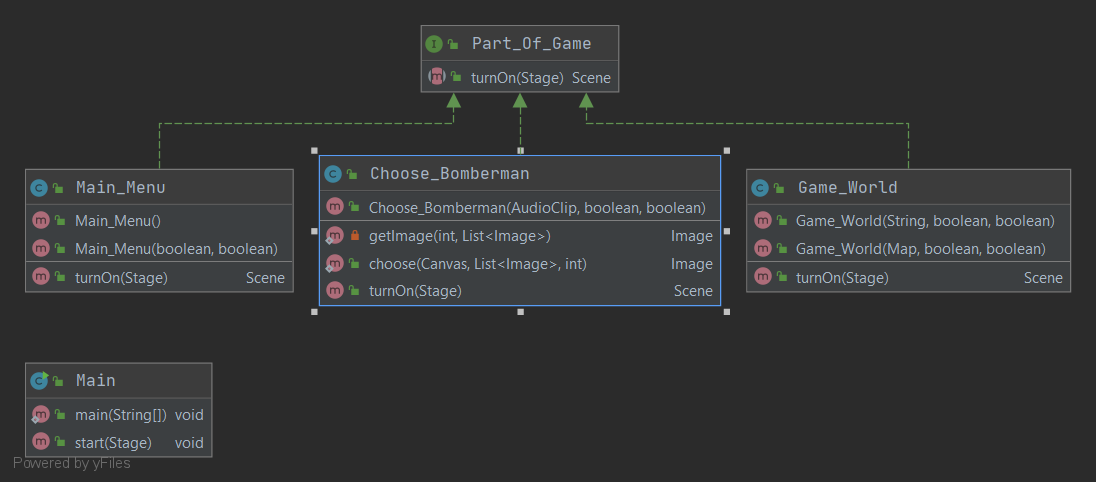 Part_Of_Game
turnOn(Stage) Scene
Main_Menu
Main_Menu()
Main_Menu(boolean, boolean)
turnOn(Stage) Scene
Choose_Bomberman
Choose_Bomberman(AudioClip, boolean, boolean)
getImage(int, List<Image>) Image
choose(Canvas, List<Image>, int) Image
turnOn(Stage) Scene
Game_World
Game_World(String, boolean, boolean)
Game_World(Map, boolean, boolean)
turnOn(Stage) Scene
Main
main(String[]) void
start(Stage) void
Powered by yFiles